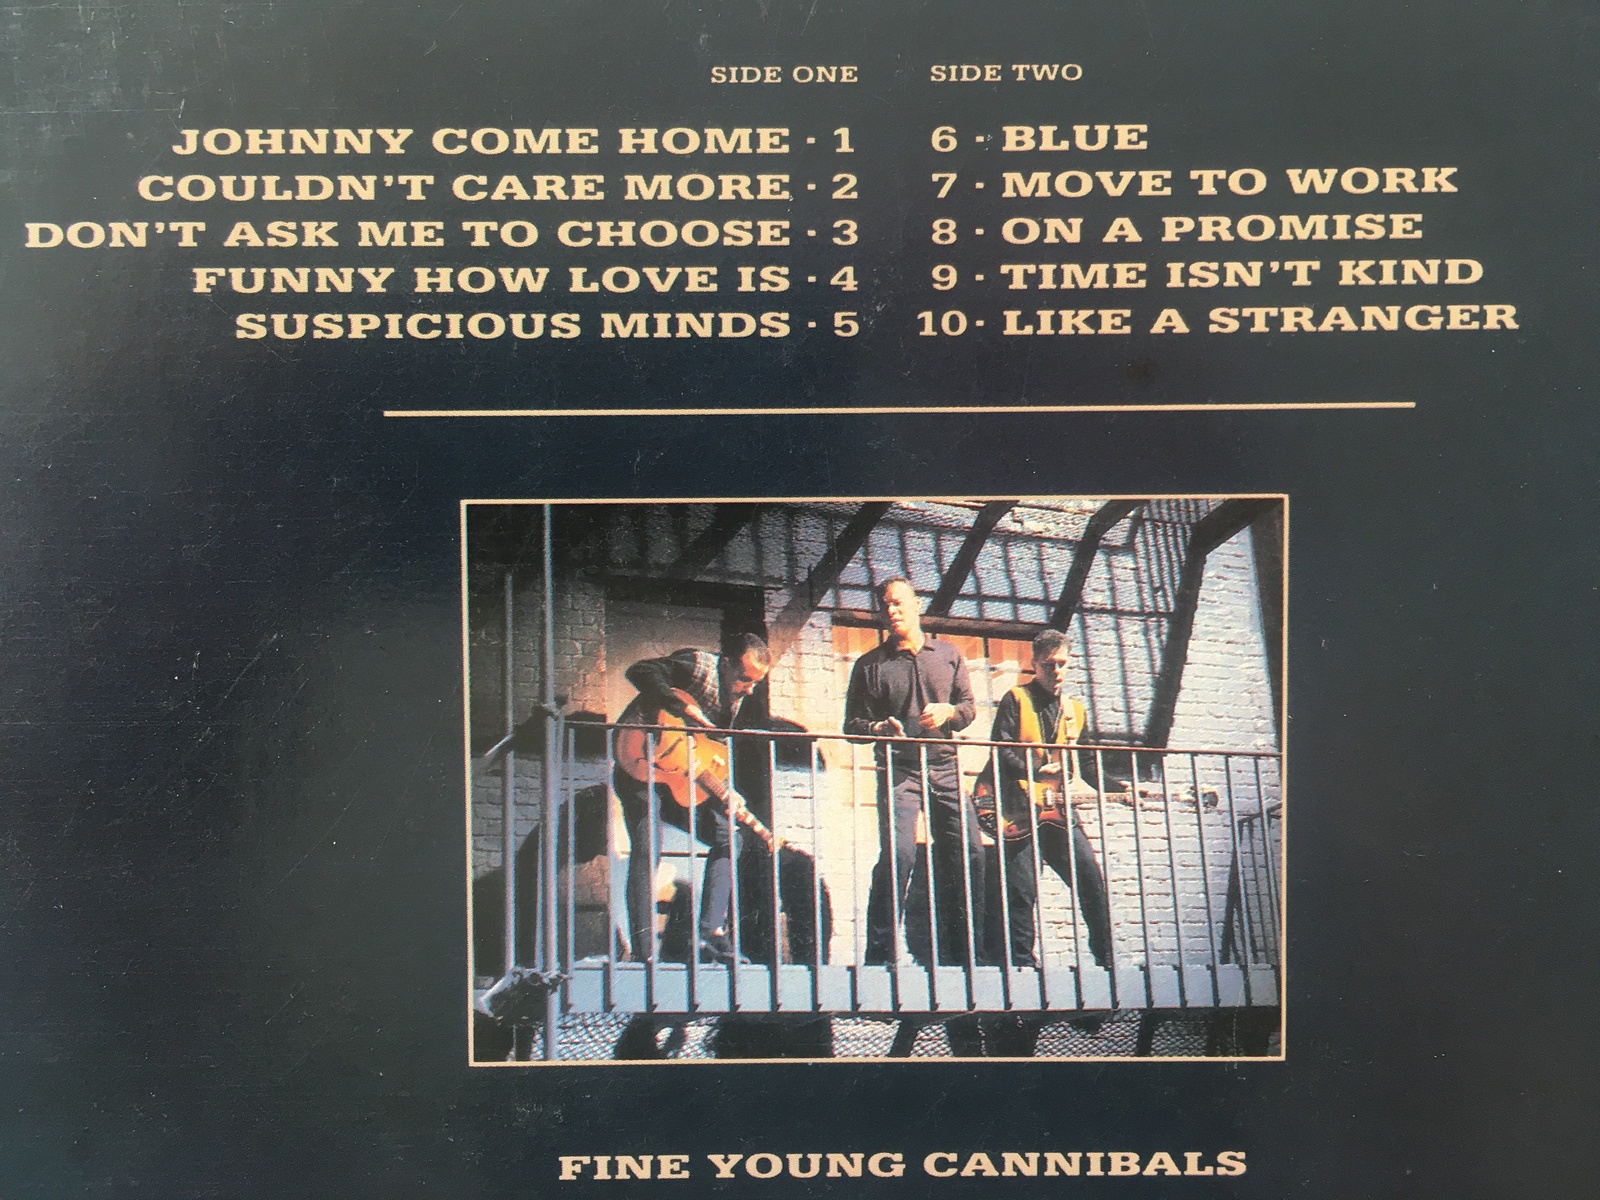 SIDE ONE
JOHNNY COME HOME · 1
COULDN'T CARE MORE · 2
DON'T ASK ME TO CHOOSE · 3
FUNNY HOW LOVE IS · 4
SUSPICIOUS MINDS · 5
SIDE TWO
6 · BLUE
7 · MOVE TO WORK
8 · ON A PROMISE
9 · TIME ISN'T KIND
10 · LIKE A STRANGER
FINE YOUNG CANNIBALS